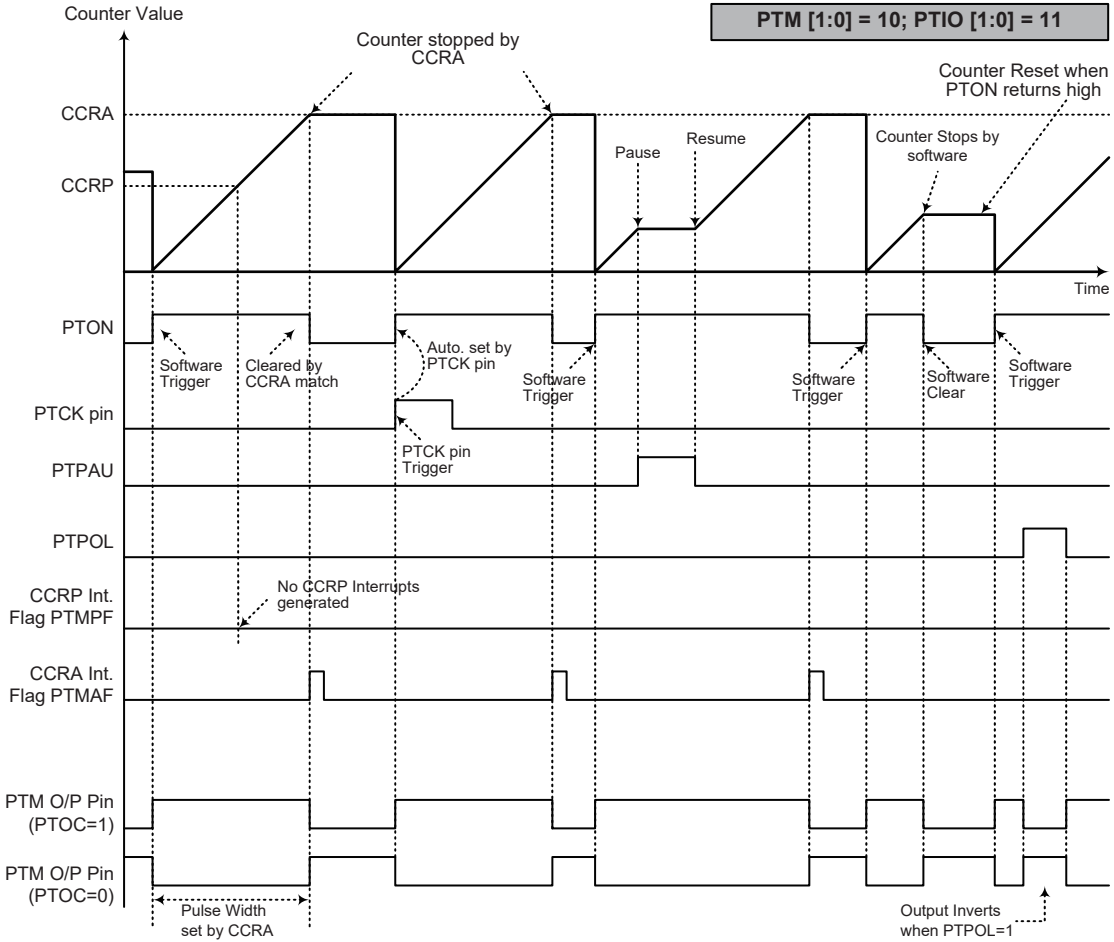 Counter Value
PTM [1:0] = 10; PTIO [1:0] = 11
Counter stopped by
CCRA
Counter Reset when
PTON returns high
CCRA
Pause
Resume
Counter Stops by
software
CCRP
Time
PTON
Software
Trigger
Cleared by
CCRA match
Auto. set by
PTCK pin
Software
Trigger
Software
Trigger
Software
Clear
Software
Trigger
PTCK pin
PTCK pin
Trigger
PTPAU
PTPOL
CCRP Int.
Flag PTMPF
No CCRP Interrupts
generated
CCRA Int.
Flag PTMAF
PTM O/P Pin
(PTOC=1)
PTM O/P Pin
(PTOC=0)
Pulse Width
set by CCRA
Output Inverts
when PTPOL=1